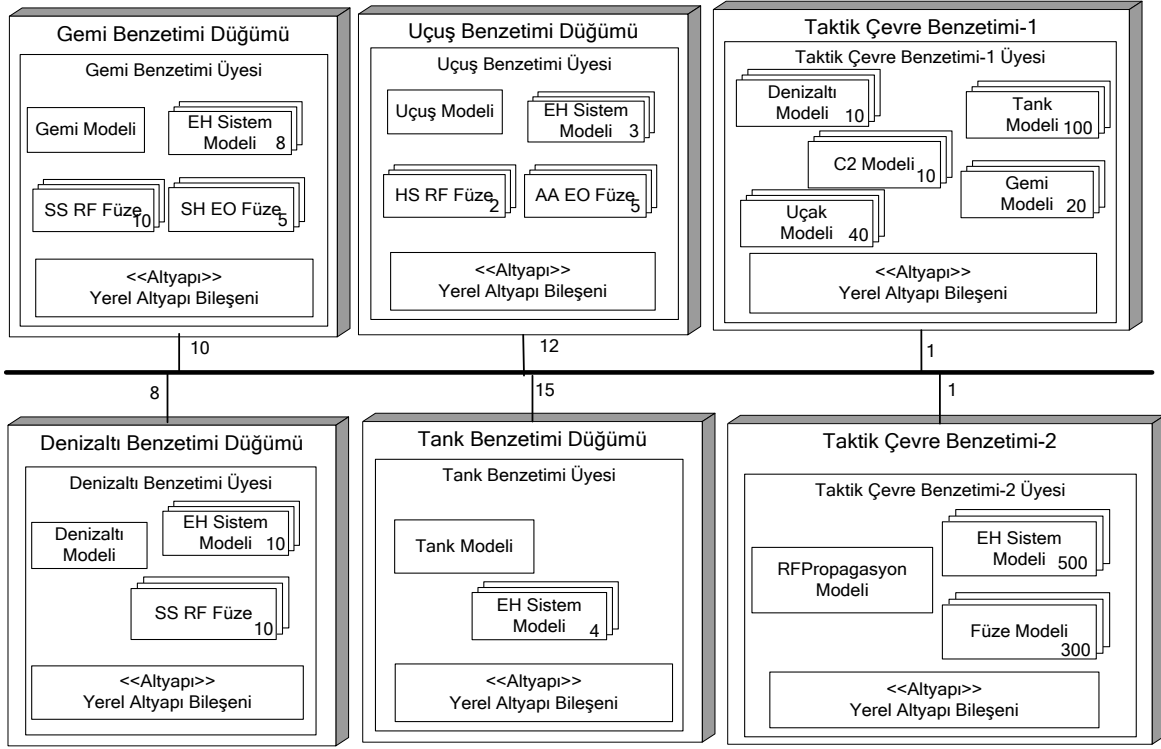 Gemi Benzetimi Düğümü
Gemi Benzetimi Üyesi
Gemi Modeli
EH Sistem
Modeli
8
SS RF Füze
10
SH EO Füze
5
<<Altyapı>>
Yerel Altyapı Bileşeni
10
Uçuş Benzetimi Düğümü
Uçuş Benzetimi Üyesi
Uçuş Modeli
EH Sistem
Modeli
3
HS RF Füze
2
AA EO Füze
5
<<Altyapı>>
Yerel Altyapı Bileşeni
12
Taktik Çevre Benzetimi-1
Taktik Çevre Benzetimi-1 Üyesi
Denizaltı
Modeli
10
Tank
Modeli
100
C2 Modeli
10
Gemi
Modeli
20
Uçak
Modeli
40
<<Altyapı>>
Yerel Altyapı Bileşeni
1
8
Denizaltı Benzetimi Düğümü
Denizaltı Benzetimi Üyesi
Denizaltı
Modeli
EH Sistem
Modeli
10
SS RF Füze
10
<<Altyapı>>
Yerel Altyapı Bileşeni
15
Tank Benzetimi Düğümü
Tank Benzetimi Üyesi
Tank Modeli
EH Sistem
Modeli
4
<<Altyapı>>
Yerel Altyapı Bileşeni
1
Taktik Çevre Benzetimi-2
Taktik Çevre Benzetimi-2 Üyesi
RFPropagasyon
Modeli
EH Sistem
Modeli
500
Füze Modeli
300
<<Altyapı>>
Yerel Altyapı Bileşeni